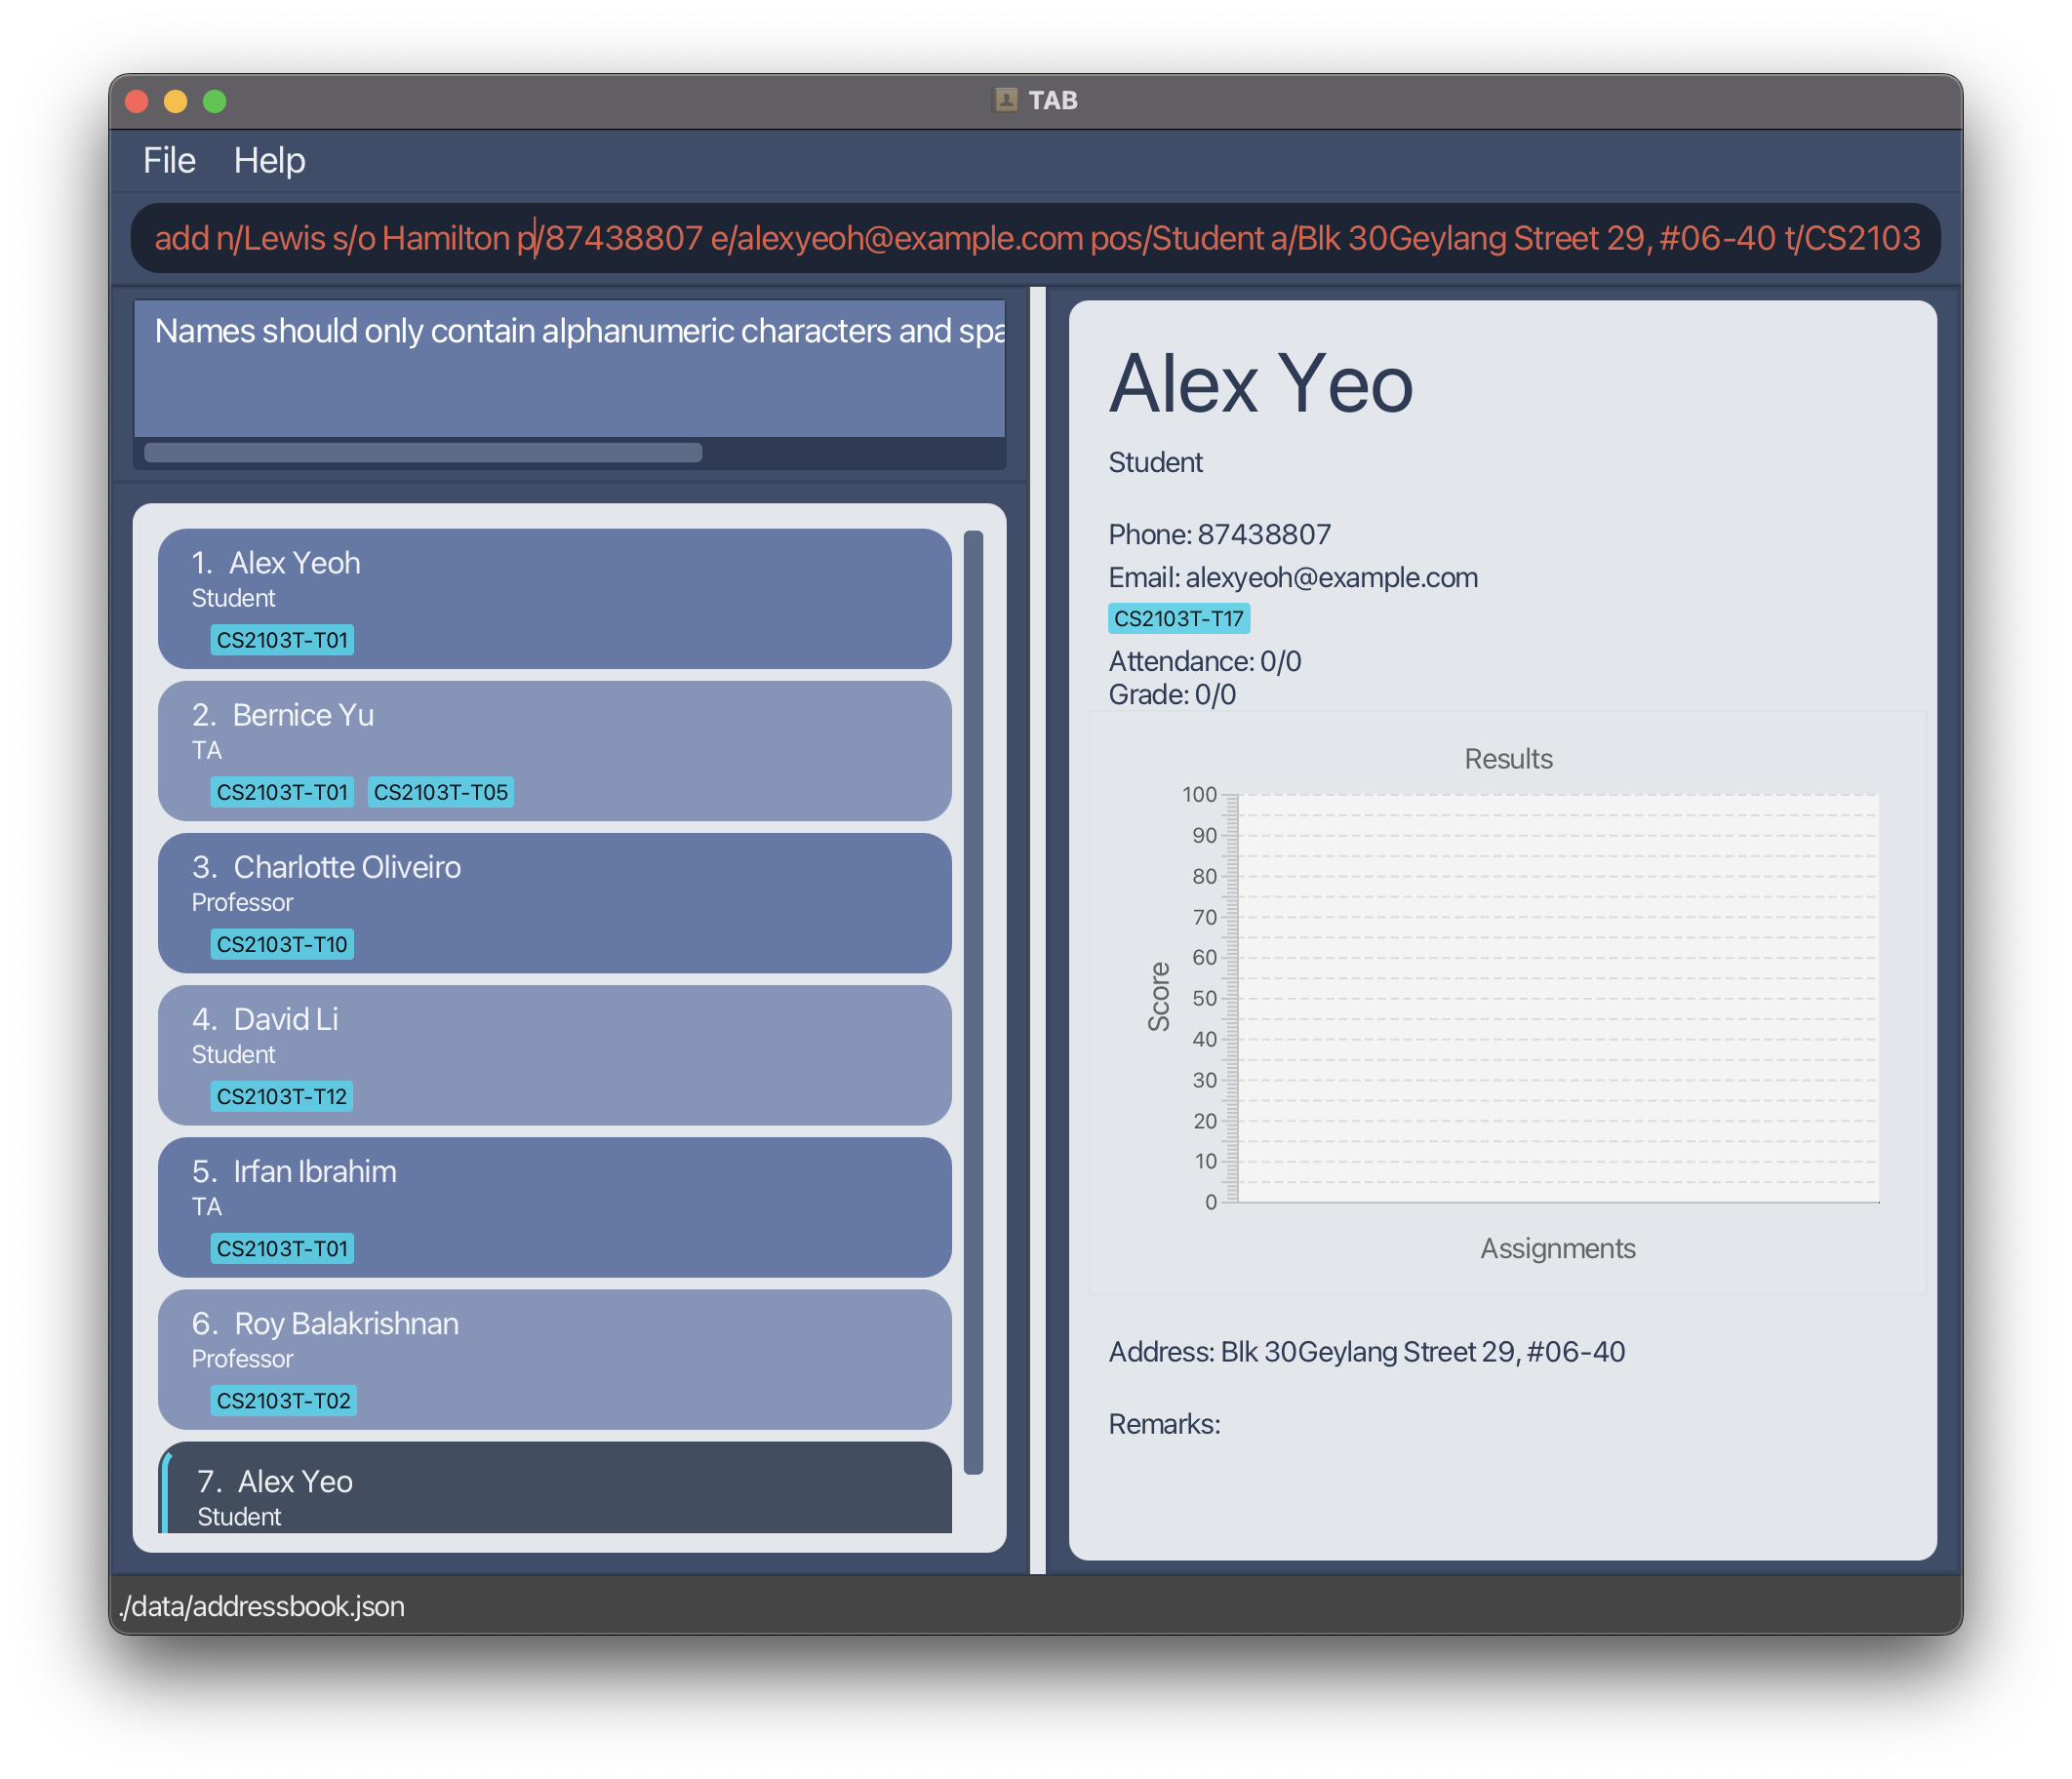 TAB
File Help
add n/Lewis s/o Hamilton p/87438807 e/alexyeoh@example.com pos/Student a/Blk 30Geylang Street 29, #06-40 t/CS2103
Names should only contain alphanumeric characters and spa
1. Alex Yeoh
Student
CS2103T-T01
2. Bernice Yu
TA
CS2103T-T01 CS2103T-T05
3. Charlotte Oliveiro
Professor
CS2103T-T10
4. David Li
Student
CS2103T-T12
5. Irfan Ibrahim
TA
CS2103T-T01
6. Roy Balakrishnan
Professor
CS2103T-T02
7. Alex Yeo
Student
Alex Yeo
Student
Phone: 87438807
Email: alexyeoh@example.com
CS2103T-T17
Attendance: 0/0
Grade: 0/0
Results
100
90
80
70
60
50
40
30
20
10
0
Score
Assignments
Address: Blk 30Geylang Street 29, #06-40
Remarks:
./data/addressbook.json